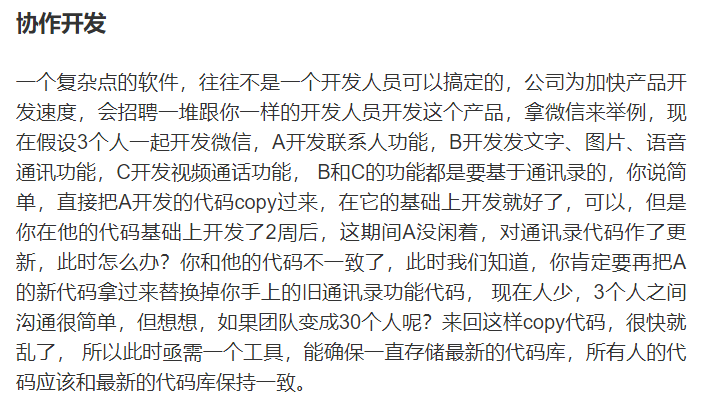 协作开发
一个复杂点的软件，往往不是一个开发人员可以搞定的，公司为加快产品开
发速度，会招聘一堆跟你一样的开发人员开发这个产品，拿微信来举例，现
在假设3个人一起开发微信，A开发联系人功能，B开发发文字、图片、语音
通讯功能，C开发视频通话功能， B和C的功能都是要基于通讯录的，你说简
单，直接把A开发的代码copy过来，在它的基础上开发就好了，可以，但是
你在他的代码基础上开发了2周后，这期间A没闲着，对通讯录代码作了更
新，此时怎么办？你和他的代码不一致了，此时我们知道，你肯定要再把A
的新代码拿过来替换掉你手上的旧通讯录功能代码， 现在人少，3个人之间
沟通很简单，但想想，如果团队变成30个人呢？来回这样copy代码，很快就
乱了， 所以此时亟需一个工具，能确保一直存储最新的代码库，所有人的代
码应该和最新的代码库保持一致。